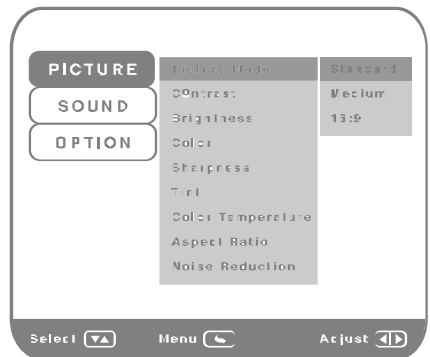 PICTURE
SOUND
OPTION
Picture Mode
Contrast
Brightness
Color
Sharpness
Tint
Color Temperature
Aspect Ratio
Noise Reduction
Standard
Medium
16:9
Select
Menu
Adjust